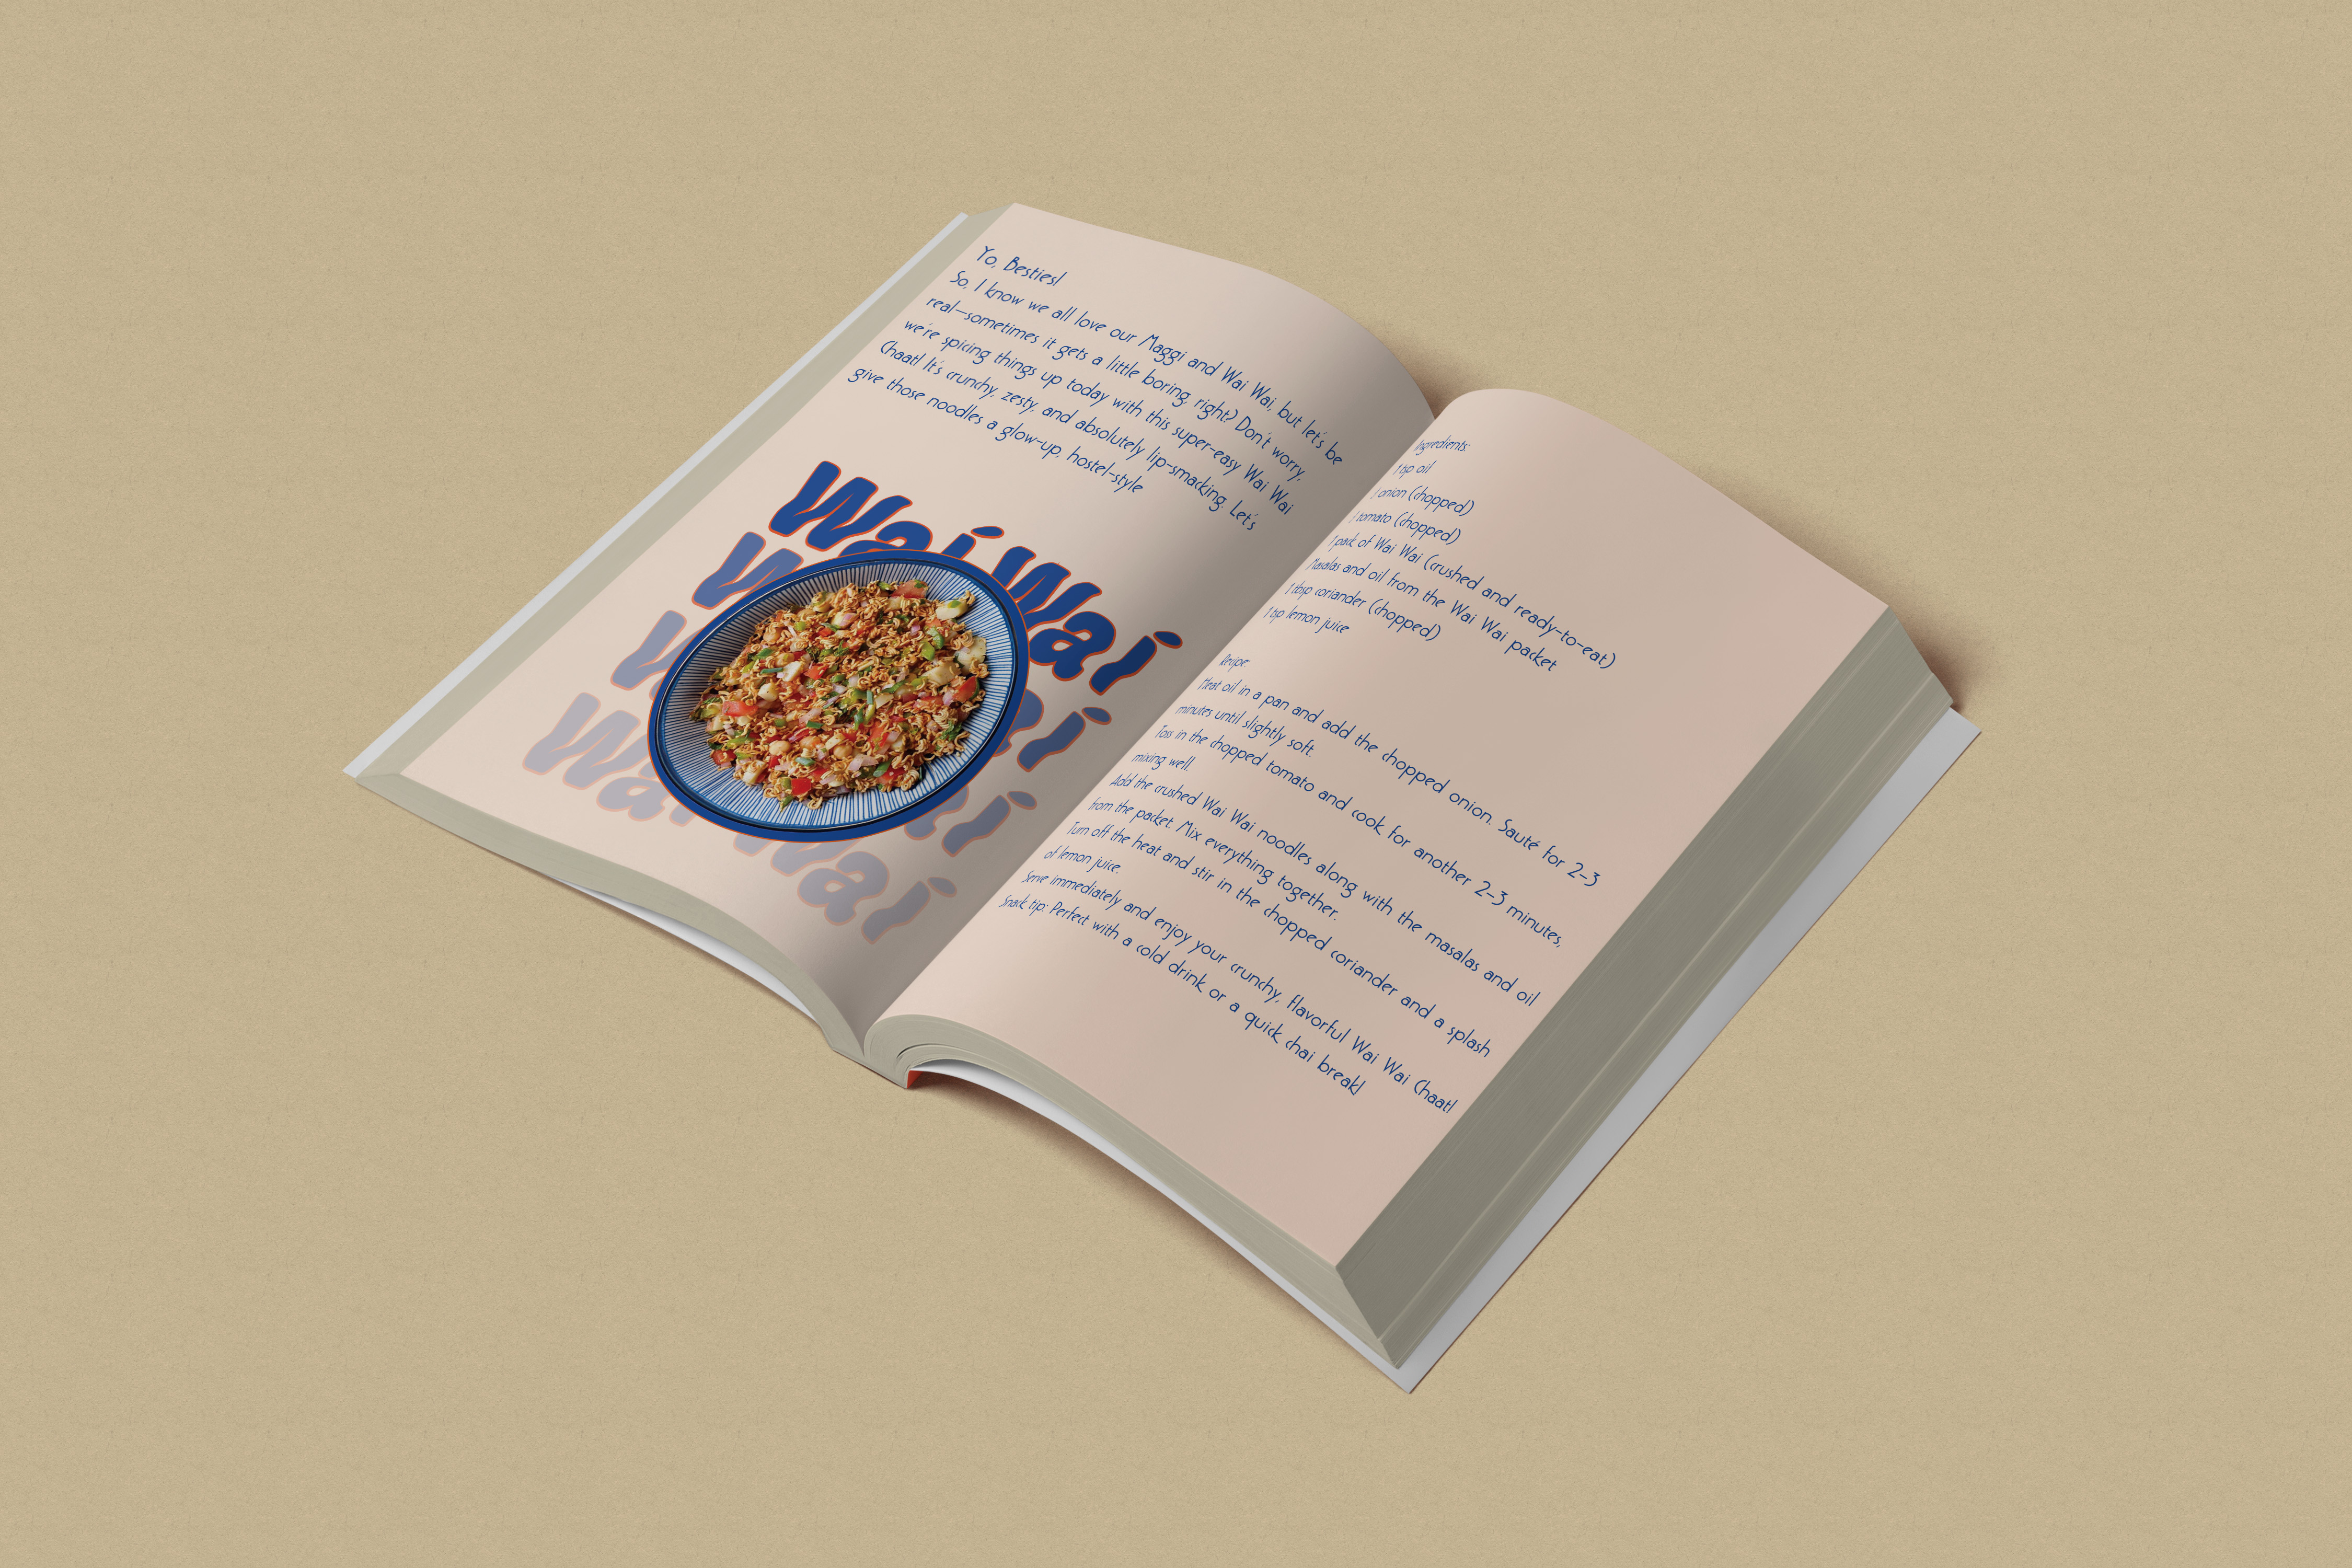 Yo, Besties!
So, I know we all love our Maggi and Wai Wai, but let's be
real—sometimes it gets a little boring, right? Don't worry,
we're spicing things up today with this super-easy Wai Wai
Chaat! It's crunchy, zesty, and absolutely lip-smacking. Let's
give those noodles a glow-up, hostel-style
Wai Wai
Wai
Wai
Wai Wai
Ingredients:
1 tsp oil
1 onion (chopped)
1 tomato (chopped)
1 pack of Wai Wai (crushed and ready-to-eat)
Masalas and oil from the Wai Wai packet
1 tbsp coriander (chopped)
1 tsp lemon juice
Recipe:
Heat oil in a pan and add the chopped onion. Sauté for 2-3
minutes until slightly soft.
Toss in the chopped tomato and cook for another 2-3 minutes,
mixing well.
Add the crushed Wai Wai noodles along with the masalas and oil
from the packet. Mix everything together.
Turn off the heat and stir in the chopped coriander and a splash
of lemon juice.
Serve immediately and enjoy your crunchy, flavorful Wai Wai Chaat!
Snack tip: Perfect with a cold drink or a quick chai break!